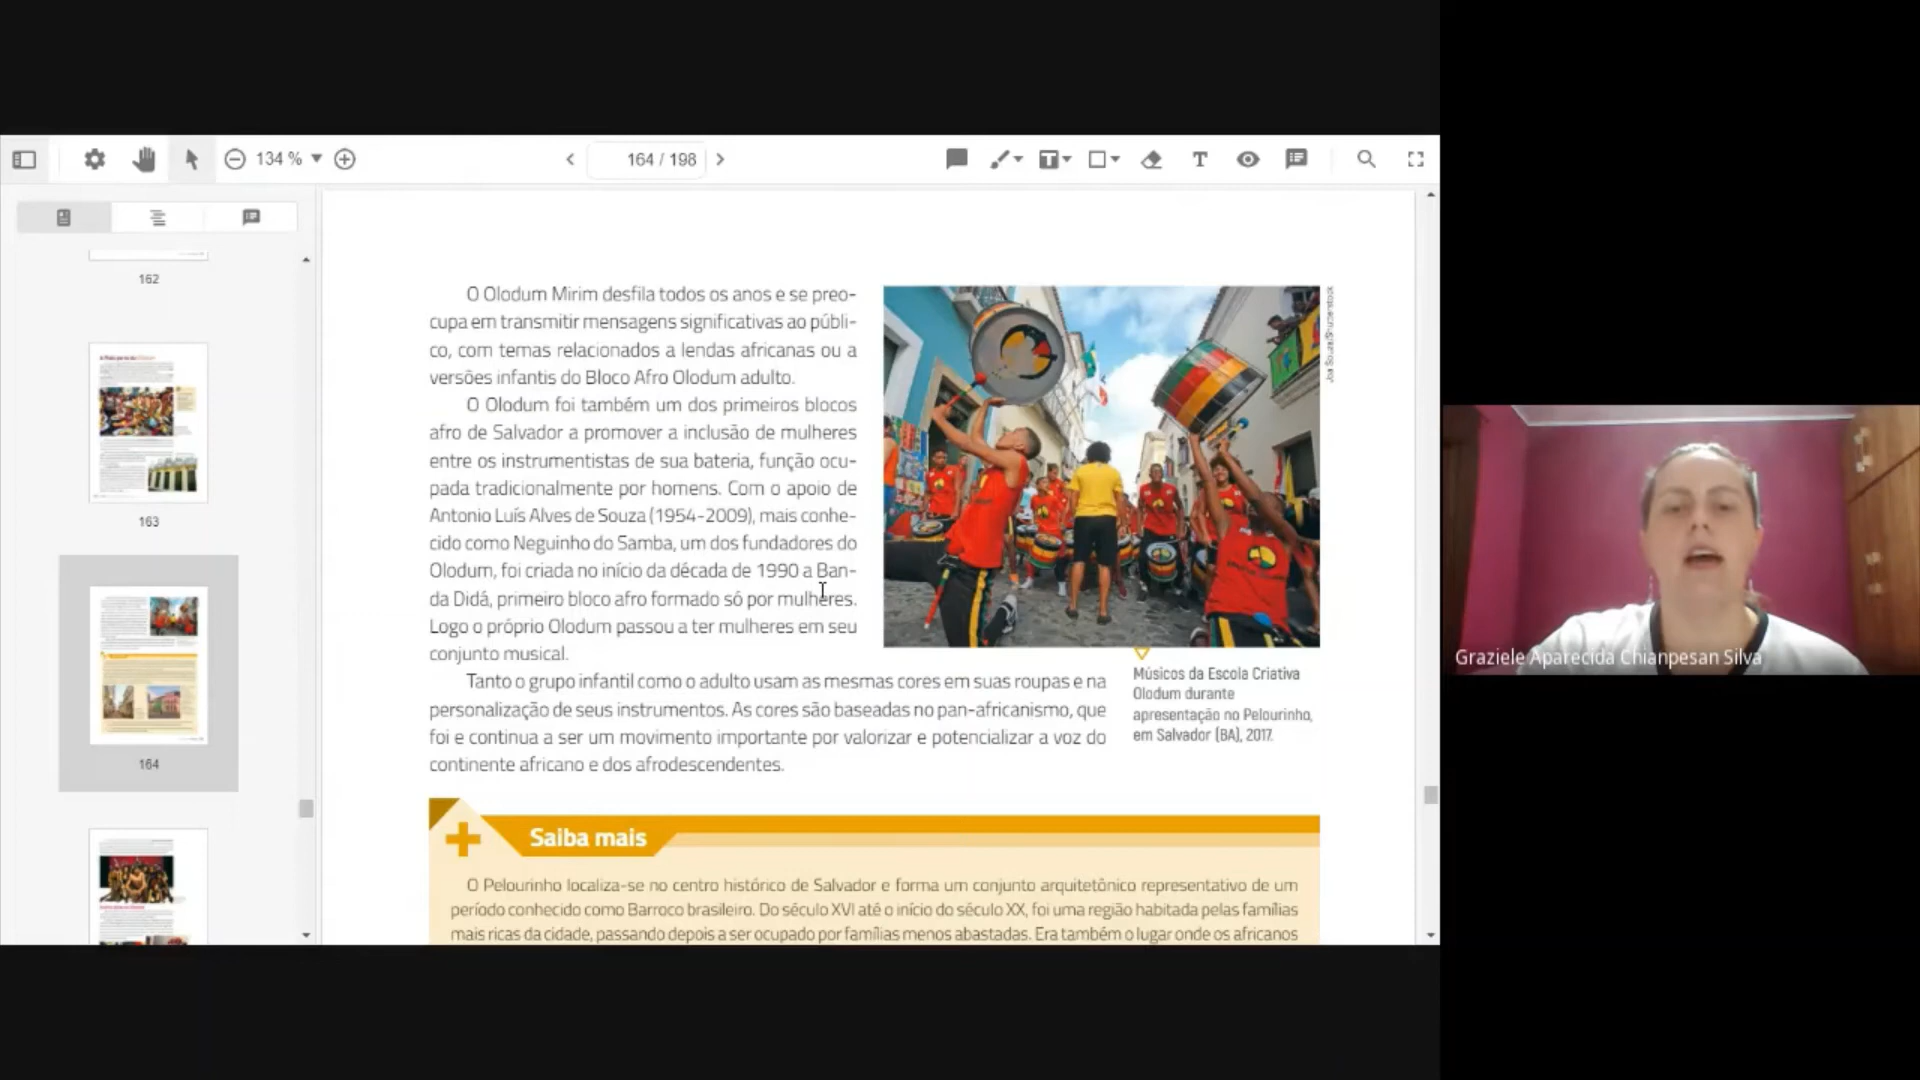 134 %
164 / 198
162
163
164
O Olodum Mirim desfila todos os anos e se preo-
cupa em transmitir mensagens significativas ao públi-
co, com temas relacionados a lendas africanas ou a
versões infantis do Bloco Afro Olodum adulto.
O Olodum foi também um dos primeiros blocos
afro de Salvador a promover a inclusão de mulheres
entre os instrumentistas de sua bateria, função ocu-
pada tradicionalmente por homens. Com o apoio de
Antonio Luís Alves de Souza (1954-2009), mais conhe-
cido como Neguinho do Samba, um dos fundadores do
Olodum, foi criada no início da década de 1990 a Ban-
da Didá, primeiro bloco afro formado só por mulheres.
Logo o próprio Olodum passou a ter mulheres em seu
conjunto musical.
Tanto o grupo infantil como o adulto usam as mesmas cores em suas roupas e na
personalização de seus instrumentos. As cores são baseadas no pan-africanismo, que
foi e continua a ser um movimento importante por valorizar e potencializar a voz do
continente africano e dos afrodescendentes.
Joa Souza/Shutterstock
Músicos da Escola Criativa
Olodum durante
apresentação no Pelourinho,
em Salvador (BA), 2017.
Saiba mais
O Pelourinho localiza-se no centro histórico de Salvador e forma um conjunto arquitetônico representativo de um
período conhecido como Barroco brasileiro. Do século XVI até o início do século XX, foi uma região habitada pelas famílias
mais ricas da cidade, passando depois a ser ocupado por famílias menos abastadas. Era também o lugar onde os africanos
Graziele Aparecida Chianpesan Silva